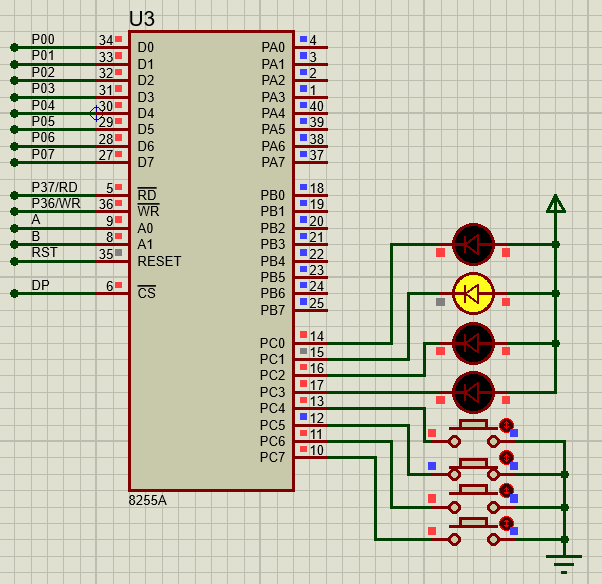 U3
P00 34 D0 PA0 4
P01 33 D1 PA1 3
P02 32 D2 PA2 2
P03 31 D3 PA3 1
P04 30 D4 PA4 40
P05 29 D5 PA5 39
P06 28 D6 PA6 38
P07 27 D7 PA7 37
P37/RD 5 RD PB0 18
P36/WR 36 WR PB1 19
A 9 A0 PB2 20
B 8 A1 PB3 21
RST 35 RESET PB4 22
PB5 23
DP 6 CS PB6 24
PB7 25
PC0 14
PC1 15
PC2 16
PC3 17
PC4 13
PC5 12
PC6 11
PC7 10
8255A